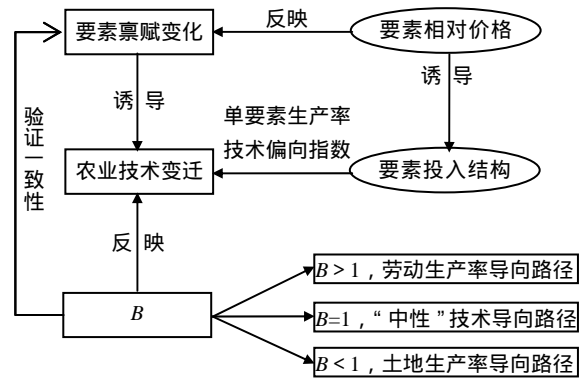 反映
要素禀赋变化
要素相对价格
诱 导
诱 导
单要素生产率
技术偏向指数
验证一致性
农业技术变迁
要素投入结构
反 映
B > 1，劳动生产率导向路径
B
B=1，“中性”技术导向路径
B < 1，土地生产率导向路径